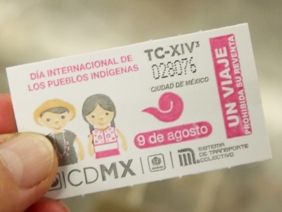 DÍA INTERNACIONAL DE
LOS PUEBLOS INDÍGENAS
TC-XIV³
028076
CIUDAD DE MÉXICO
9 de agosto
UN VIAJE
PROHIBIDA SU REVENTA
CDMX
SISTEMA
DE TRANSPORTE
COLECTIVO